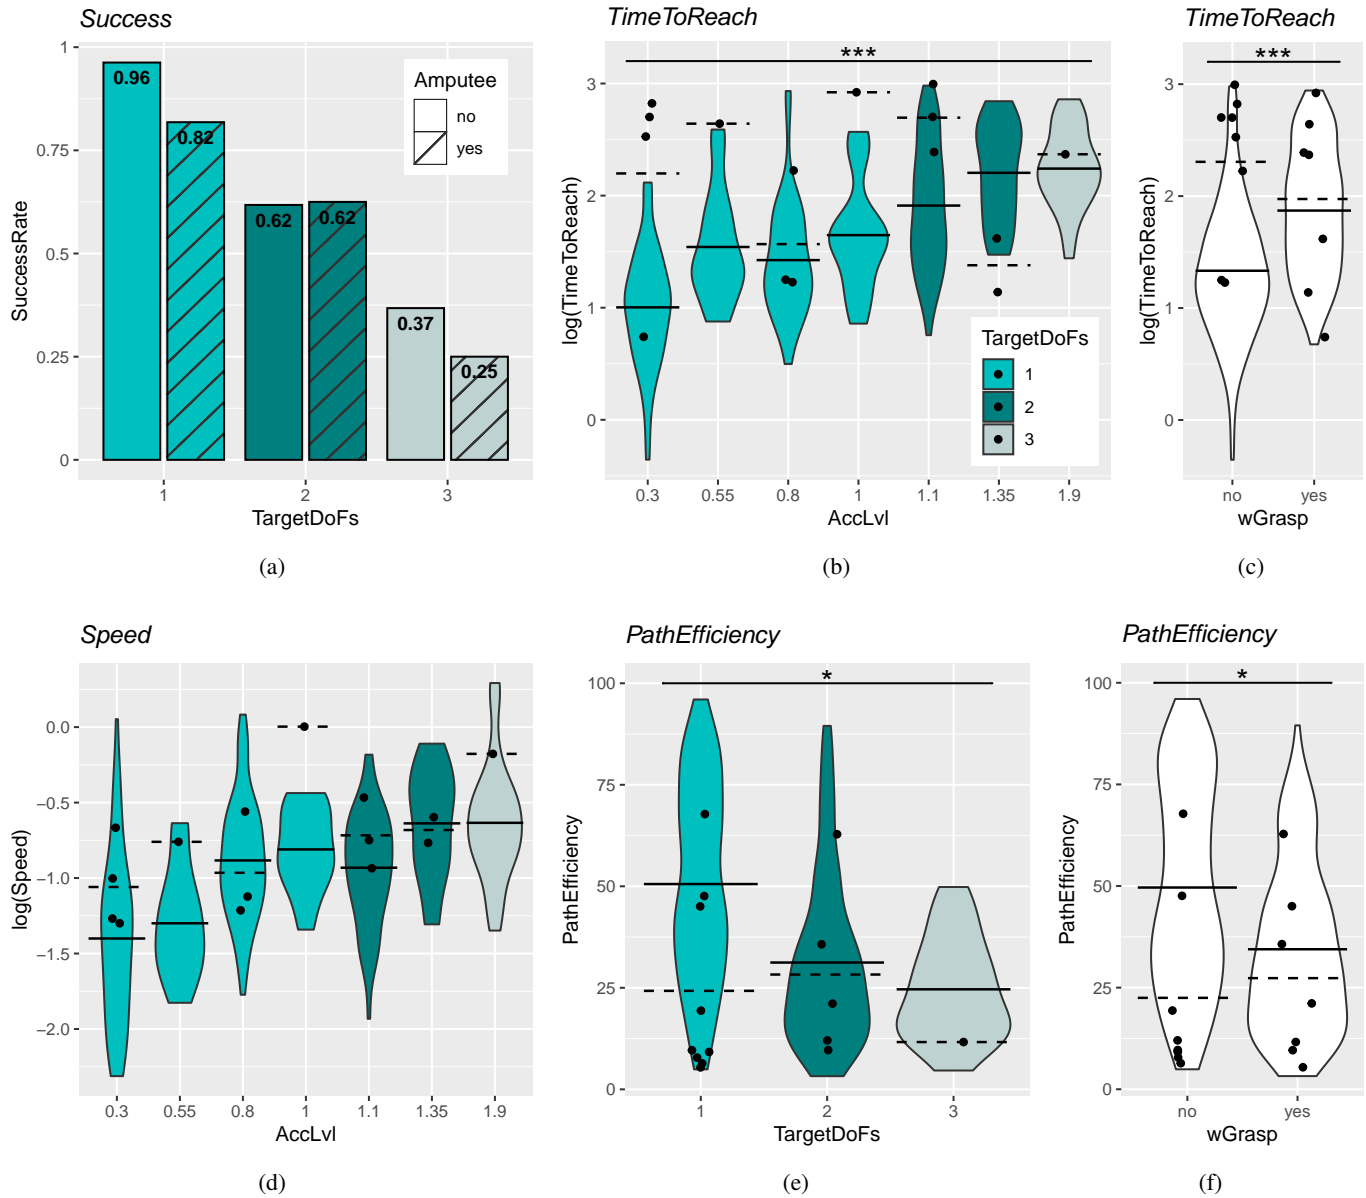 Success
SuccessRate
1
0.75
0.5
0.25
0
0.96
0.82
0.62
0.62
0.37
0.25
Amputee
no
yes
1 2 3
TargetDoFs
(a)
TimeToReach
log(TimeToReach)
3
2
1
0
***
TargetDoFs
1
2
3
0.3 0.55 0.8 1 1.1 1.35 1.9
AccLvl
(b)
TimeToReach
log(TimeToReach)
3
2
1
0
***
no yes
wGrasp
(c)
Speed
log(Speed)
0.0
−0.5
−1.0
−1.5
−2.0
0.3 0.55 0.8 1 1.1 1.35 1.9
AccLvl
(d)
PathEfficiency
PathEfficiency
100
75
50
25
0
*
1 2 3
TargetDoFs
(e)
PathEfficiency
PathEfficiency
100
75
50
25
0
*
no yes
wGrasp
(f)